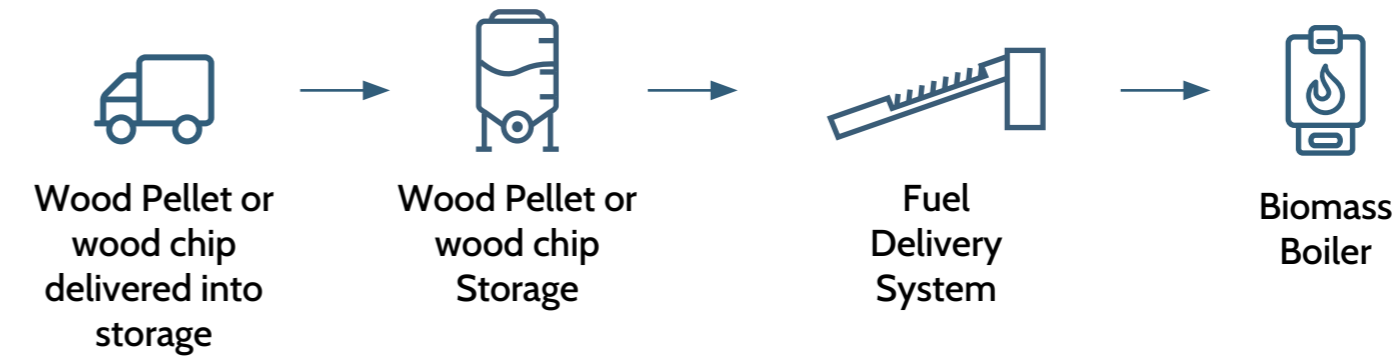 Wood Pellet or
wood chip
delivered into
storage
Wood Pellet or
wood chip
Storage
Fuel
Delivery
System
Biomass
Boiler